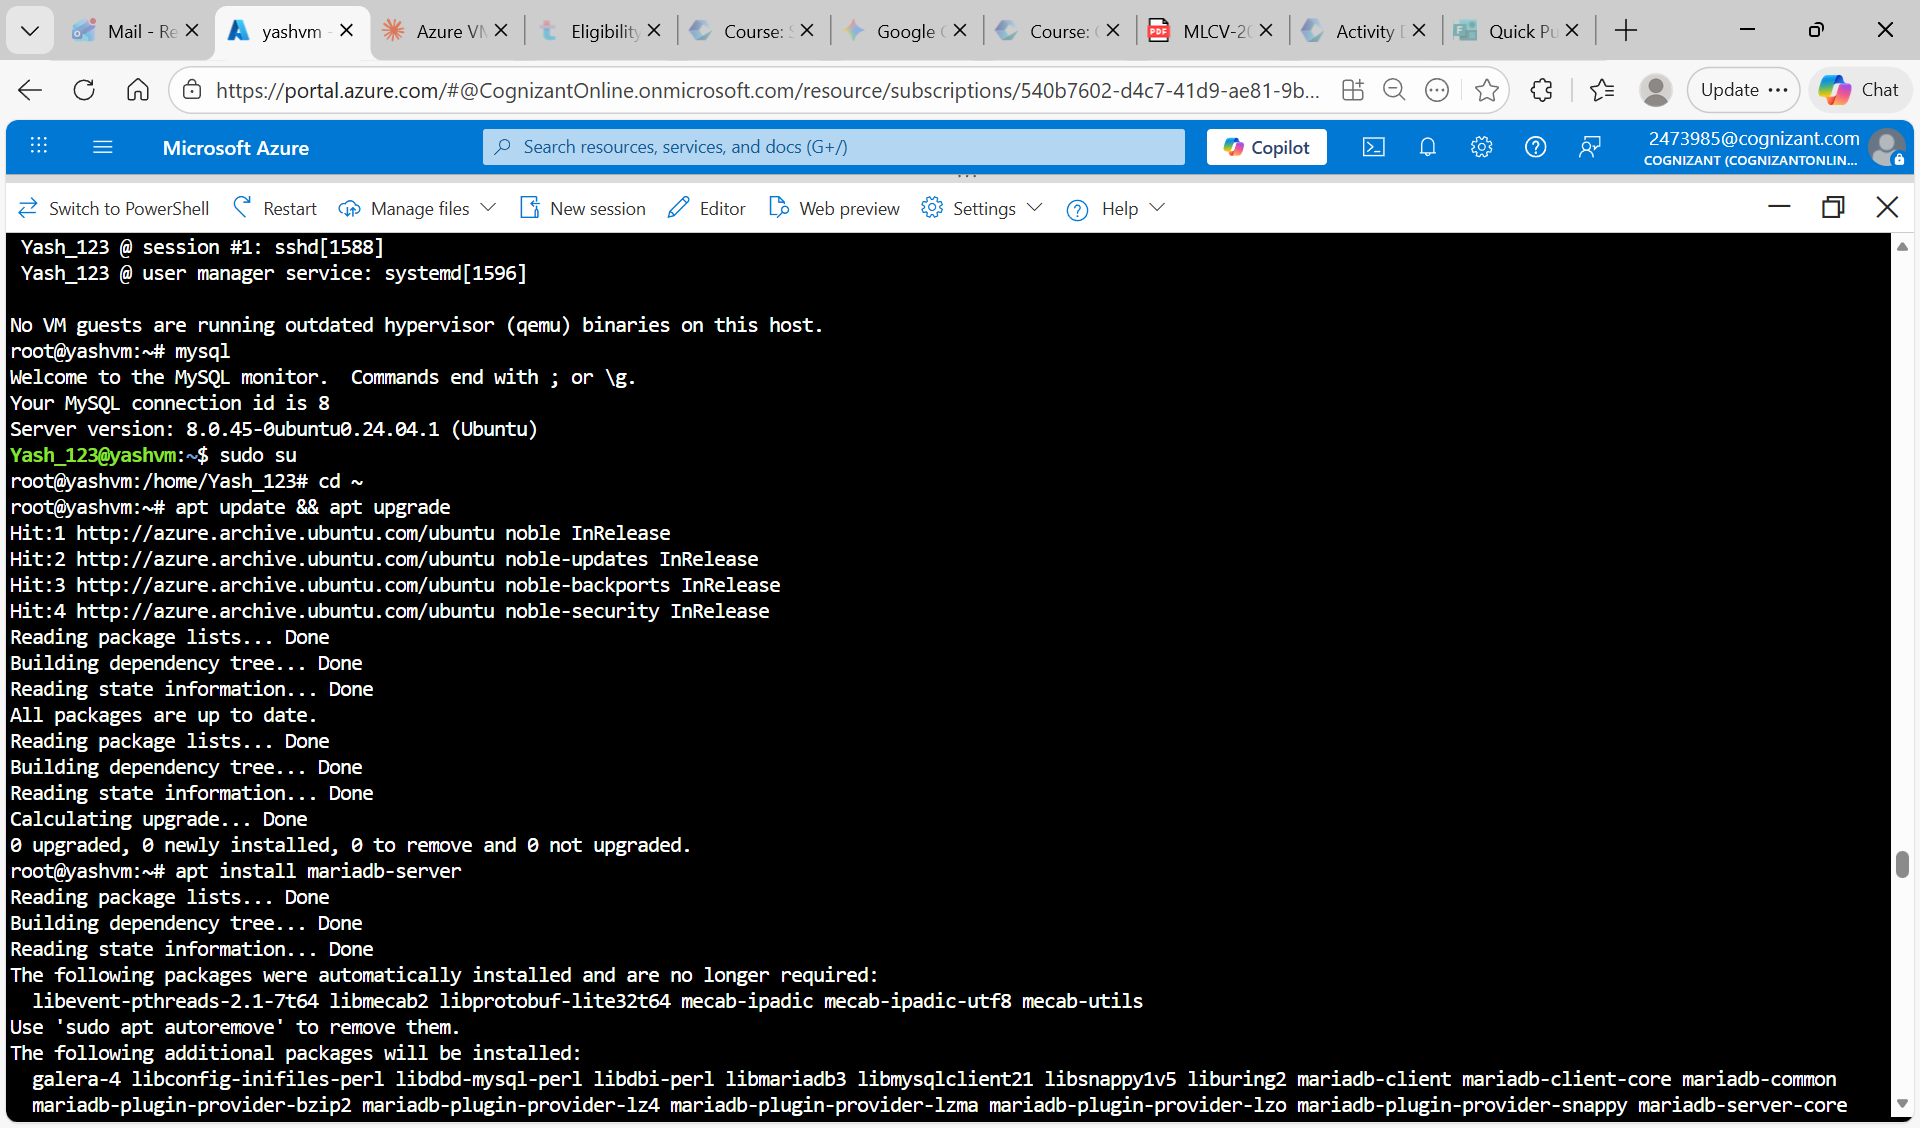 Mail - Re
yashvm -
Azure VM
Eligibility
Course: S
Google C
Course: C
PDF
MLCV-20
Activity D
Quick Pu
https://portal.azure.com/#@CognizantOnline.onmicrosoft.com/resource/subscriptions/540b7602-d4c7-41d9-ae81-9b...
Update
Chat
Microsoft Azure
Search resources, services, and docs (G+/)
Copilot
2473985@cognizant.com
COGNIZANT (COGNIZANTONLIN...
Switch to PowerShell
Restart
Manage files
New session
Editor
Web preview
Settings
Help
Yash_123 @ session #1: sshd[1588]
Yash_123 @ user manager service: systemd[1596]
No VM guests are running outdated hypervisor (qemu) binaries on this host.
root@yashvm:~# mysql
Welcome to the MySQL monitor.  Commands end with ; or \g.
Your MySQL connection id is 8
Server version: 8.0.45-0ubuntu0.24.04.1 (Ubuntu)
Yash_123@yashvm:~$ sudo su
root@yashvm:/home/Yash_123# cd ~
root@yashvm:~# apt update && apt upgrade
Hit:1 http://azure.archive.ubuntu.com/ubuntu noble InRelease
Hit:2 http://azure.archive.ubuntu.com/ubuntu noble-updates InRelease
Hit:3 http://azure.archive.ubuntu.com/ubuntu noble-backports InRelease
Hit:4 http://azure.archive.ubuntu.com/ubuntu noble-security InRelease
Reading package lists... Done
Building dependency tree... Done
Reading state information... Done
All packages are up to date.
Reading package lists... Done
Building dependency tree... Done
Reading state information... Done
Calculating upgrade... Done
0 upgraded, 0 newly installed, 0 to remove and 0 not upgraded.
root@yashvm:~# apt install mariadb-server
Reading package lists... Done
Building dependency tree... Done
Reading state information... Done
The following packages were automatically installed and are no longer required:
  libevent-pthreads-2.1-7t64 libmecab2 libprotobuf-lite32t64 mecab-ipadic mecab-ipadic-utf8 mecab-utils
Use 'sudo apt autoremove' to remove them.
The following additional packages will be installed:
  galera-4 libconfig-inifiles-perl libdbd-mysql-perl libdbi-perl libmariadb3 libmysqlclient21 libsnappy1v5 liburing2 mariadb-client mariadb-client-core mariadb-common
  mariadb-plugin-provider-bzip2 mariadb-plugin-provider-lz4 mariadb-plugin-provider-lzma mariadb-plugin-provider-lzo mariadb-plugin-provider-snappy mariadb-server-core